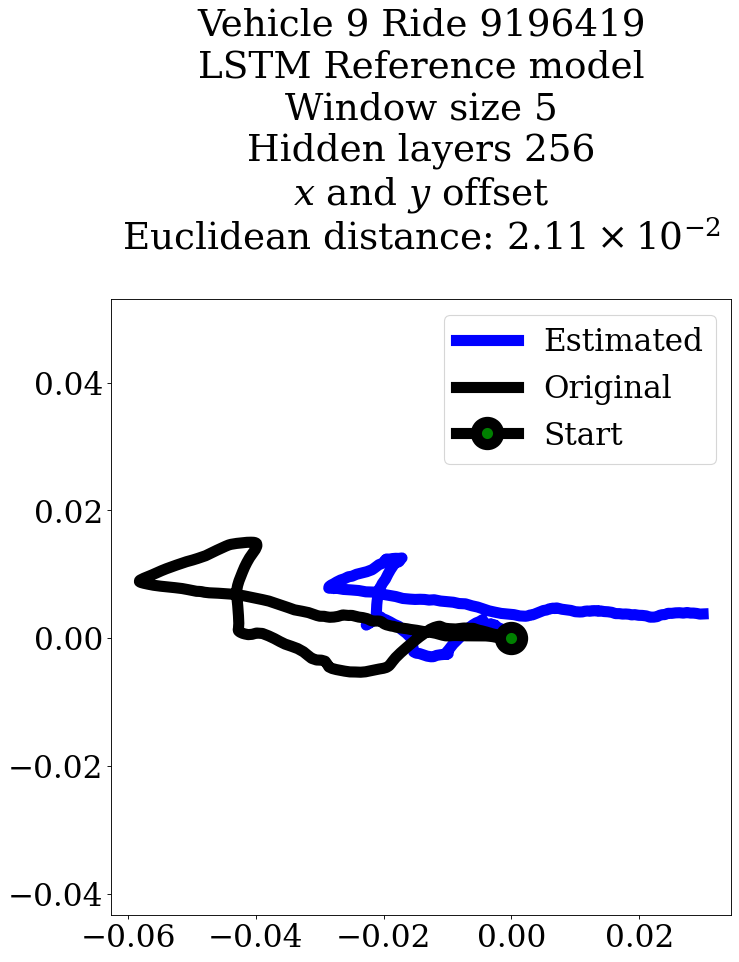 Vehicle 9 Ride 9196419
LSTM Reference model
Window size 5
Hidden layers 256
x and y offset
Euclidean distance: 2.11 × 10⁻²
Estimated
Original
Start
0.04
0.02
0.00
−0.02
−0.04
−0.06 −0.04 −0.02 0.00 0.02